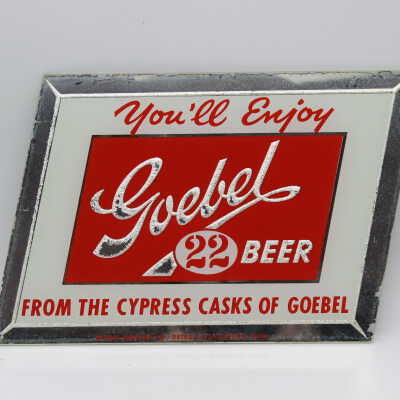 You'll Enjoy
Goebel
22 BEER
FROM THE CYPRESS CASKS OF GOEBEL